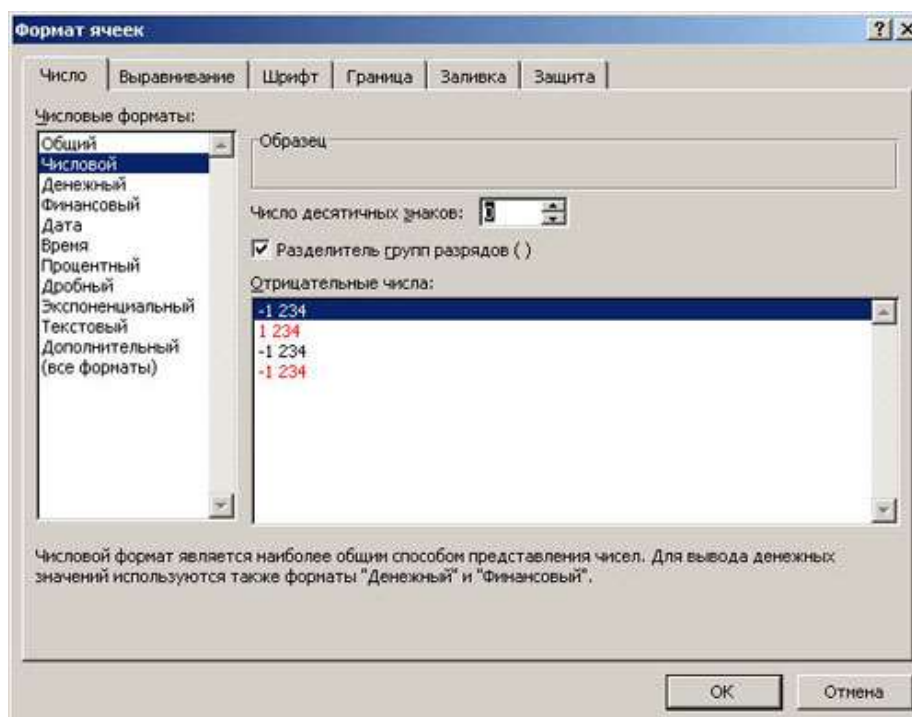 Формат ячеек
Число Выравнивание Шрифт Граница Заливка Защита
Числовые форматы:
Общий
Числовой
Денежный
Финансовый
Дата
Время
Процентный
Дробный
Экспоненциальный
Текстовый
Дополнительный
(все форматы)
Образец
Число десятичных знаков: 0
Разделитель групп разрядов ( )
Отрицательные числа:
-1 234
1 234
-1 234
-1 234
Числовой формат является наиболее общим способом представления чисел. Для вывода денежных
значений используются также форматы "Денежный" и "Финансовый".
ОК Отмена